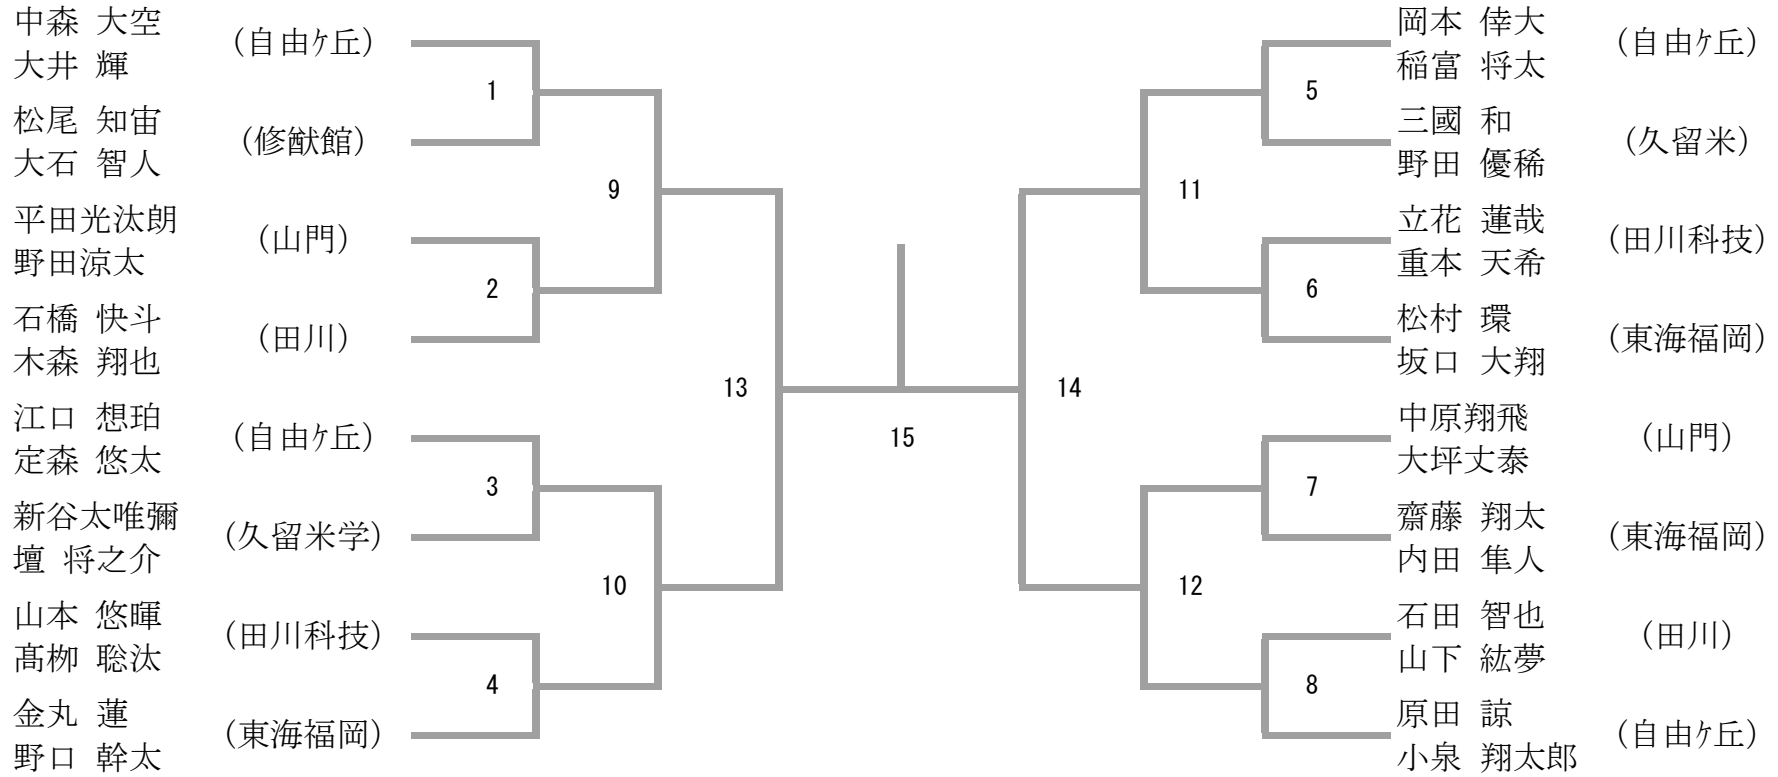 中森 大空
大井 輝
(自由ｹ丘)
1
松尾 知宙
大石 智人
(修猷館)
9
平田光汰朗
野田涼太
(山門)
2
石橋 快斗
木森 翔也
(田川)
13
江口 想珀
定森 悠太
(自由ｹ丘)
3
新谷太唯彌
壇 将之介
(久留米学)
10
山本 悠暉
髙栁 聡汰
(田川科技)
4
金丸 蓮
野口 幹太
(東海福岡)
15
岡本 倖大
稲富 将太
(自由ｹ丘)
5
三國 和
野田 優稀
(久留米)
11
立花 蓮哉
重本 天希
(田川科技)
6
松村 環
坂口 大翔
(東海福岡)
14
中原翔飛
大坪丈泰
(山門)
7
齋藤 翔太
内田 隼人
(東海福岡)
12
石田 智也
山下 紘夢
(田川)
8
原田 諒
小泉 翔太郎
(自由ｹ丘)